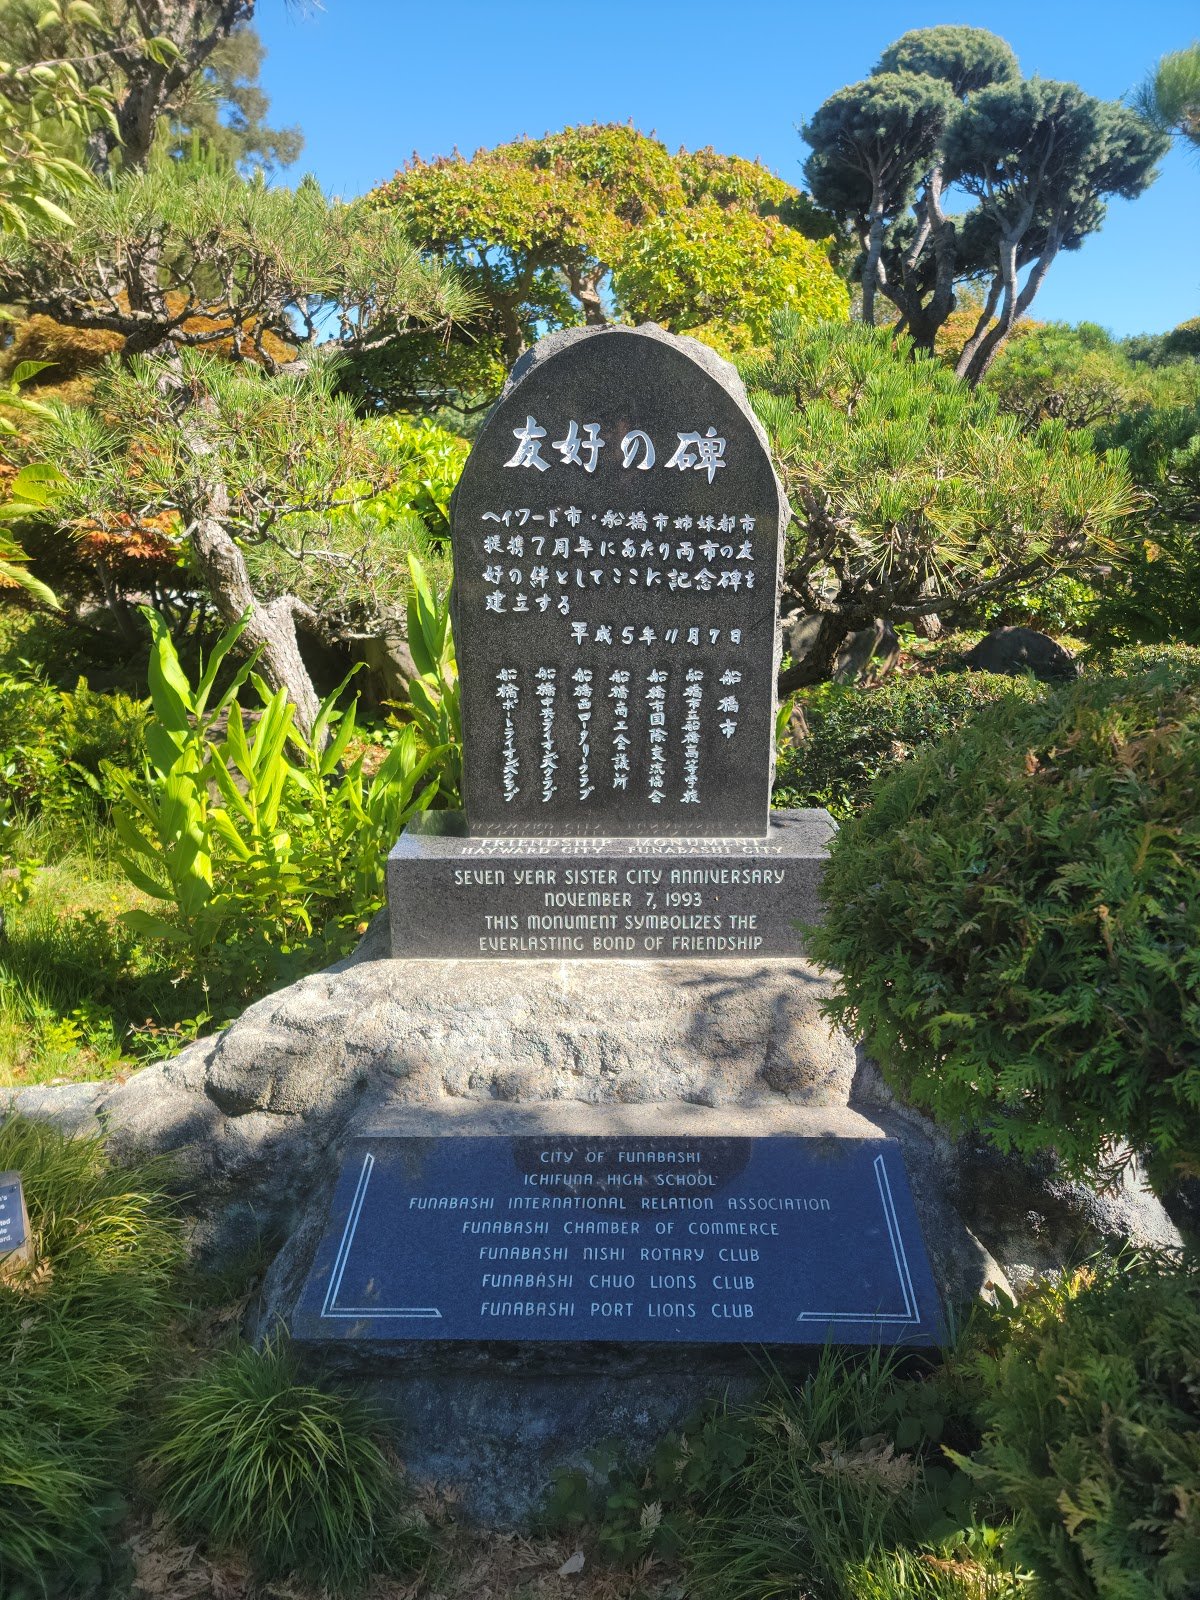 友好の碑
ヘイワード市・船橋市姉妹都市
提携7周年にあたり両市の友
好の絆としてここに記念碑を
建立する
平成5年11月7日
船橋市
船橋市立船橋高等学校
船橋市国際交流協会
船橋商工会議所
船橋西ロータリークラブ
船橋中央ライオンズクラブ
船橋ポートライオンズクラブ
FRIENDSHIP MONUMENT
HAYWARD CITY FUNABASHI CITY
SEVEN YEAR SISTER CITY ANNIVERSARY
NOVEMBER 7, 1993
THIS MONUMENT SYMBOLIZES THE
EVERLASTING BOND OF FRIENDSHIP
CITY OF FUNABASHI
ICHIFUNA HIGH SCHOOL
FUNABASHI INTERNATIONAL RELATION ASSOCIATION
FUNABASHI CHAMBER OF COMMERCE
FUNABASHI NISHI ROTARY CLUB
FUNABASHI CHUO LIONS CLUB
FUNABASHI PORT LIONS CLUB